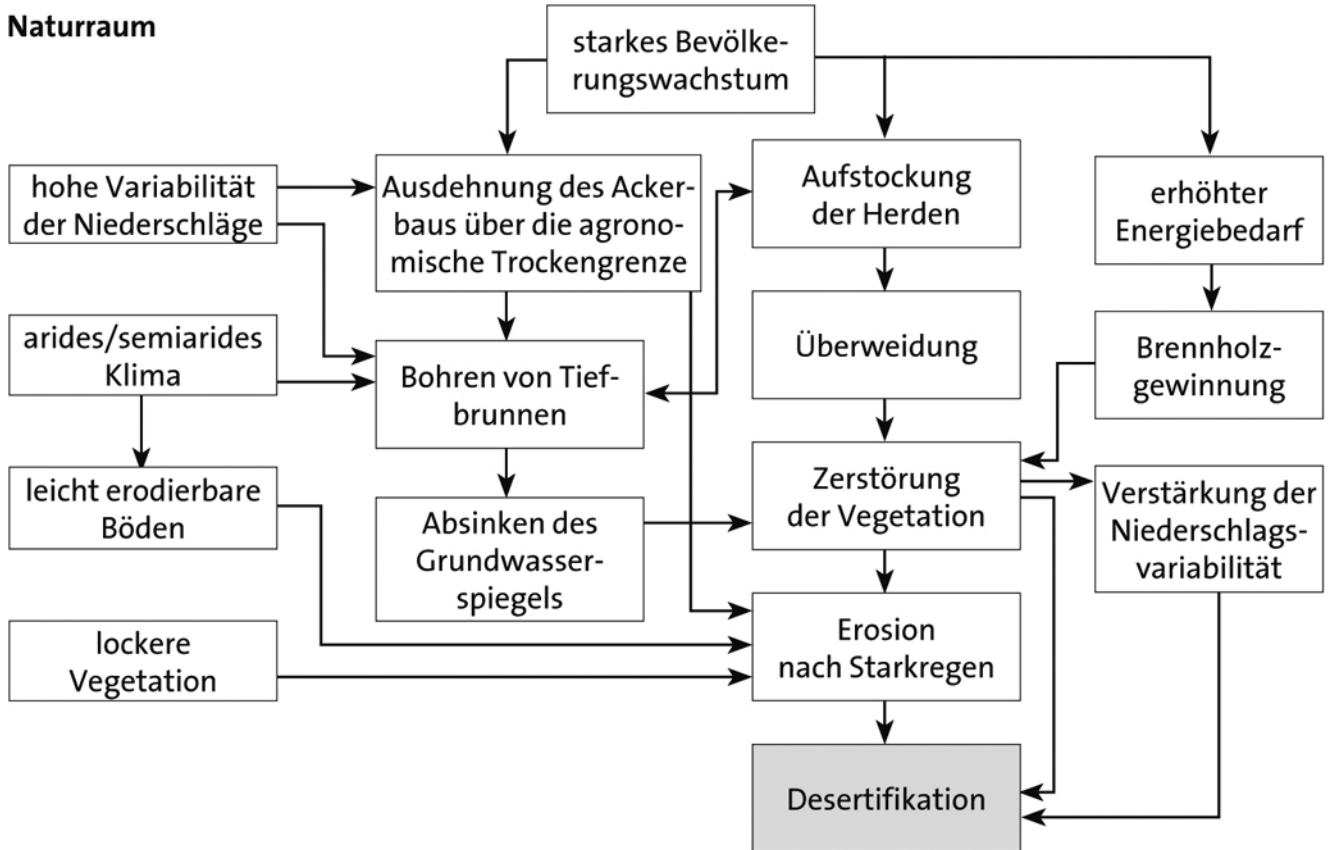 Naturraum
starkes Bevölke-
rungswachstum
hohe Variabilität
der Niederschläge
Ausdehnung des Acker-
baus über die agrono-
mische Trockengrenze
Aufstockung
der Herden
erhöhter
Energiebedarf
arides/semiarides
Klima
Bohren von Tief-
brunnen
Überweidung
Brennholz-
gewinnung
leicht erodierbare
Böden
Absinken des
Grundwasser-
spiegels
Zerstörung
der Vegetation
Verstärkung der
Niederschlags-
variabilität
lockere
Vegetation
Erosion
nach Starkregen
Desertifikation